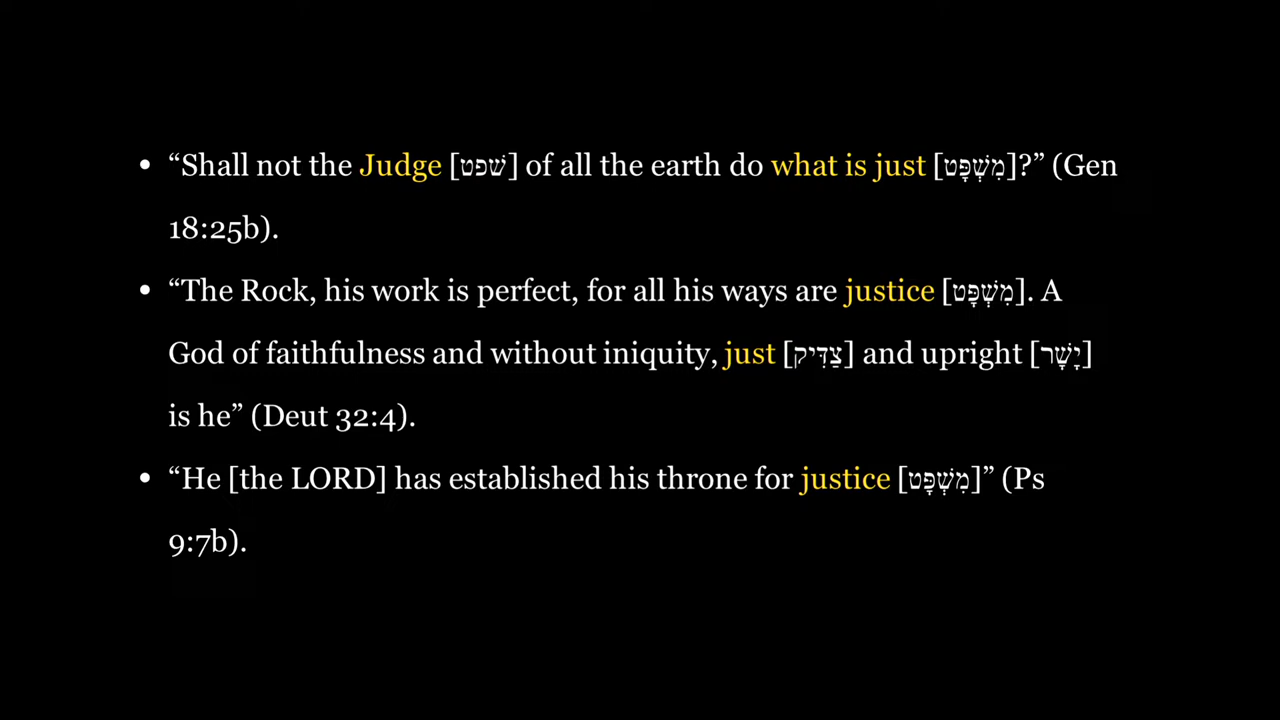 • “Shall not the Judge [שׁפט] of all the earth do what is just [מִשְׁפָּט]?” (Gen
18:25b).
• “The Rock, his work is perfect, for all his ways are justice [מִשְׁפָּט]. A
God of faithfulness and without iniquity, just [צַדִּיק] and upright [יָשָׁר]
is he” (Deut 32:4).
• “He [the LORD] has established his throne for justice [מִשְׁפָּט]” (Ps
9:7b).